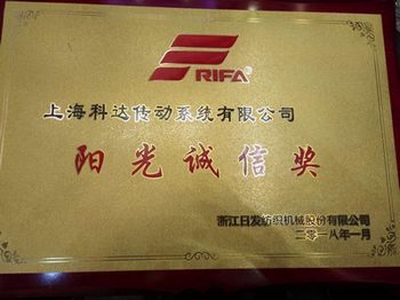 RIFA®
上海科达传动系统有限公司
阳光诚信奖
浙江日发纺织机械股份有限公司
二零一八年一月